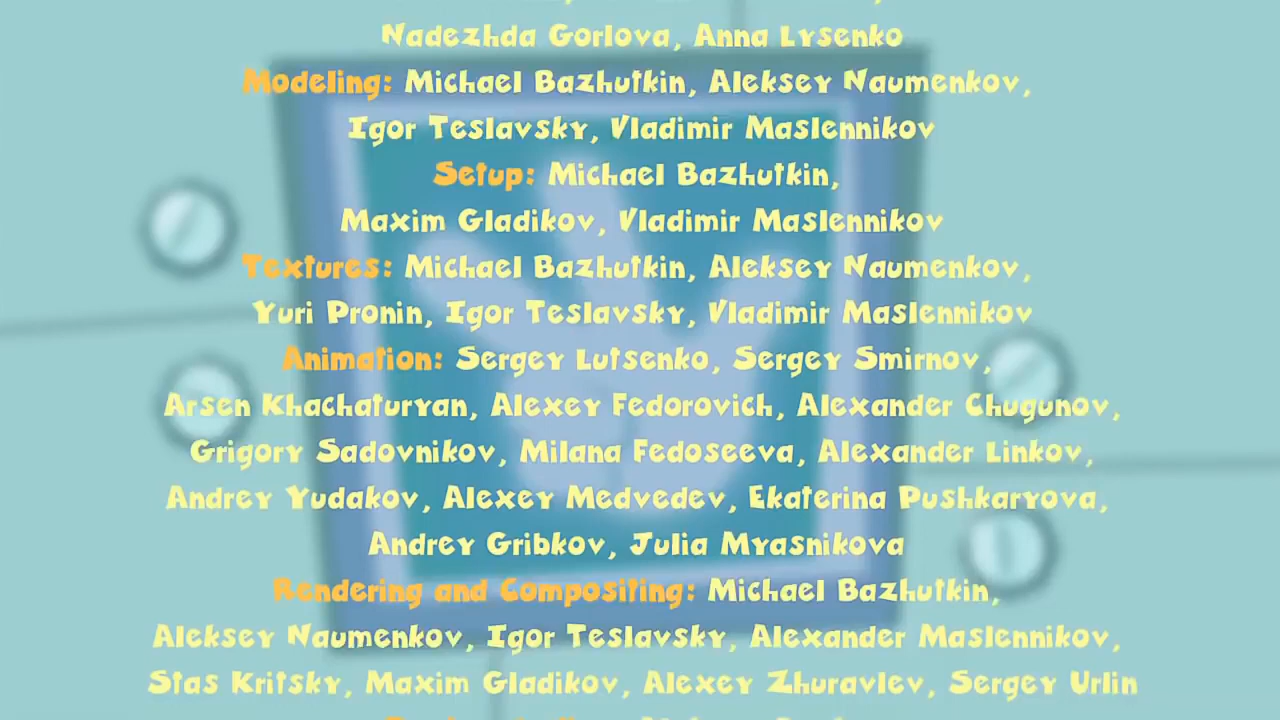 Nadezhda Gorlova, Anna Lysenko
Modeling: Michael Bazhutkin, Aleksey Naumenkov,
Igor Teslavsky, Vladimir Maslennikov
Setup: Michael Bazhutkin,
Maxim Gladikov, Vladimir Maslennikov
Textures: Michael Bazhutkin, Aleksey Naumenkov,
Yuri Pronin, Igor Teslavsky, Vladimir Maslennikov
Animation: Sergey Lutsenko, Sergey Smirnov,
Arsen Khachaturyan, Alexey Fedorovich, Alexander Chugunov,
Grigory Sadovnikov, Milana Fedoseeva, Alexander Linkov,
Andrey Yudakov, Alexey Medvedev, Ekaterina Pushkaryova,
Andrey Gribkov, Julia Myasnikova
Rendering and Compositing: Michael Bazhutkin,
Aleksey Naumenkov, Igor Teslavsky, Alexander Maslennikov,
Stas Kritsky, Maxim Gladikov, Alexey Zhuravlev, Sergey Urlin